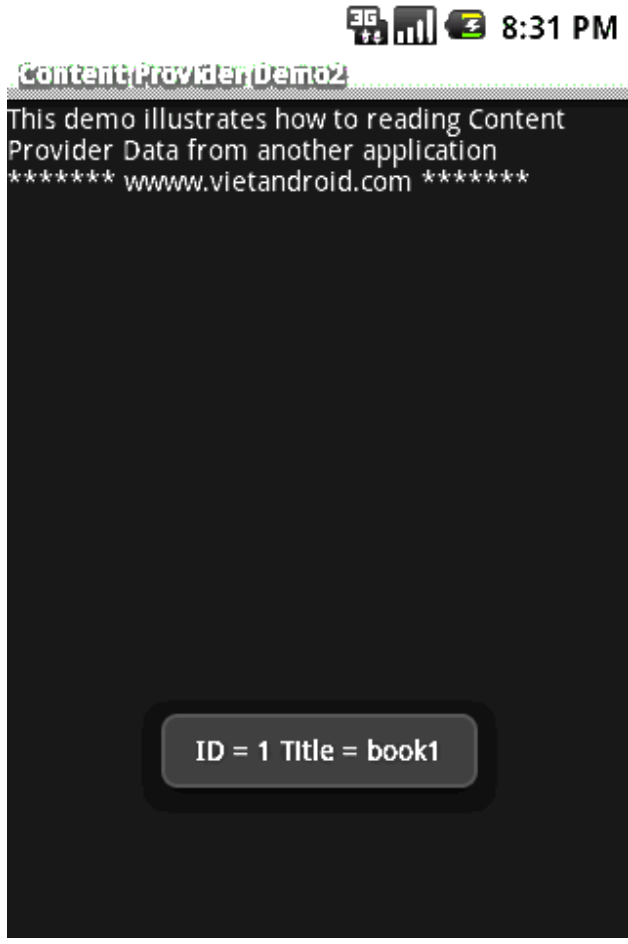 3G 8:31 PM
Content Provider Demo2
This demo illustrates how to reading Content
Provider Data from another application
******* wwww.vietandroid.com *******
ID = 1 Title = book1